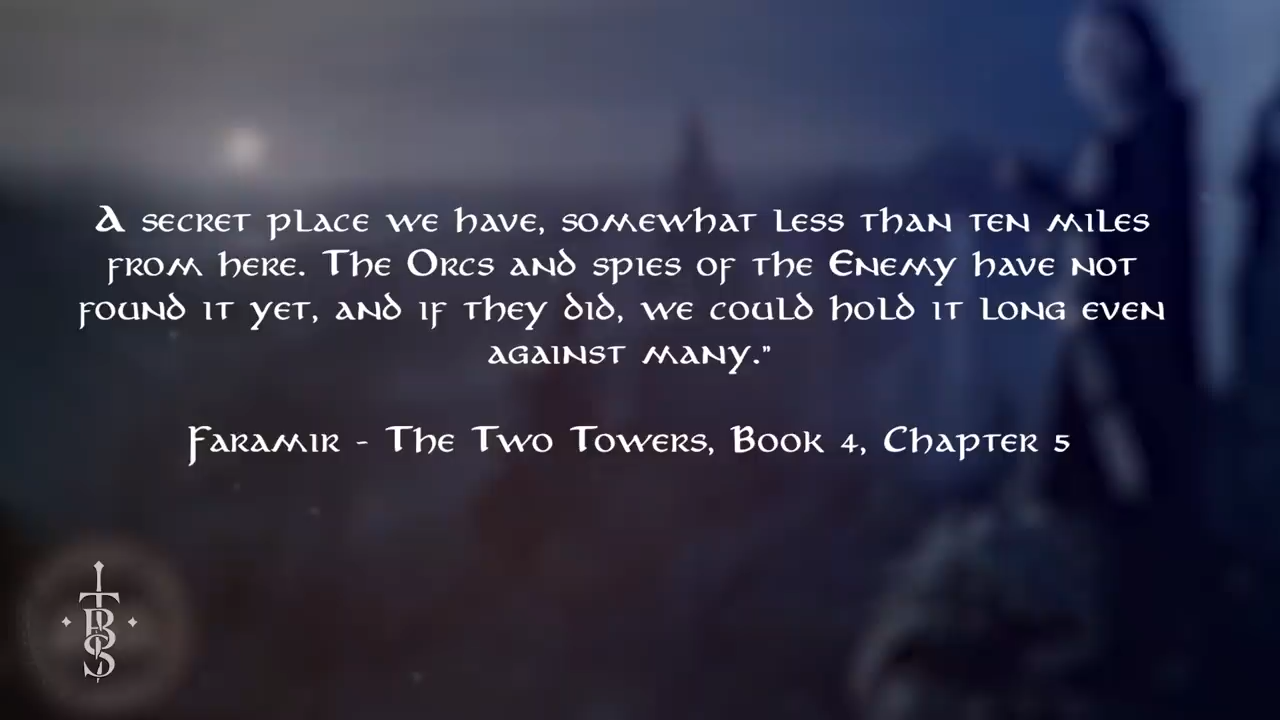 A secret place we have, somewhat less than ten miles
from here. The Orcs and spies of the Enemy have not
found it yet, and if they did, we could hold it long even
against many."
Faramir - The Two Towers, Book 4, Chapter 5
TBS